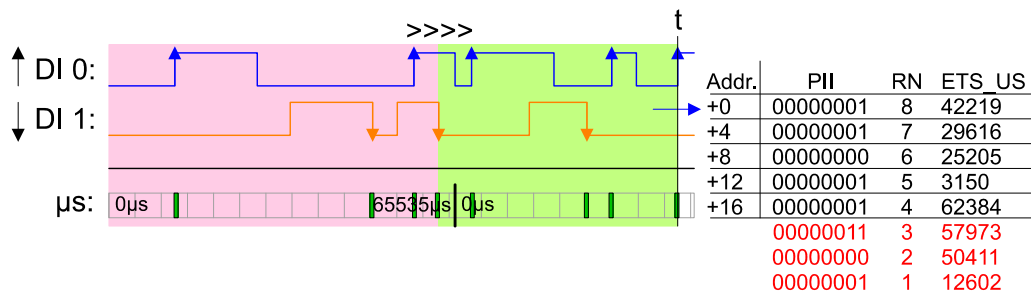 >>>> t
DI 0:
DI 1:
µs: 0µs 65535µs 0µs
Addr. PII RN ETS_US
+0 00000001 8 42219
+4 00000001 7 29616
+8 00000000 6 25205
+12 00000001 5 3150
+16 00000001 4 62384
00000011 3 57973
00000000 2 50411
00000001 1 12602